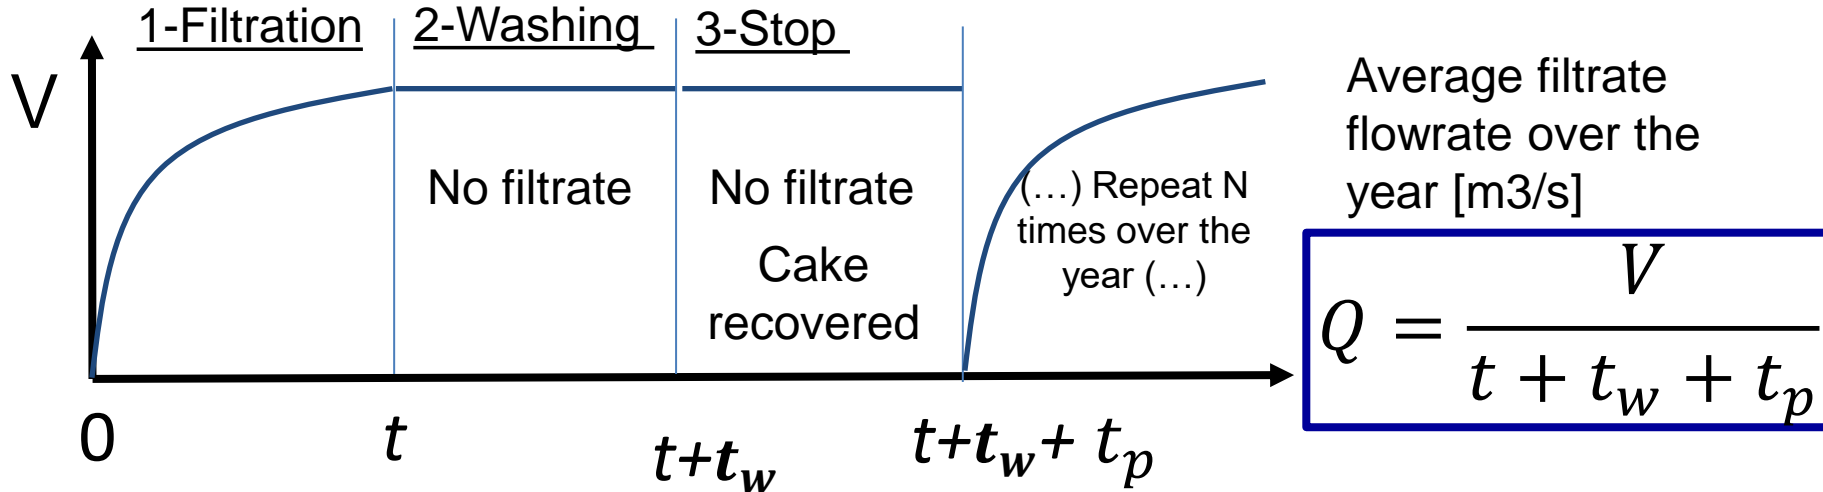 1-Filtration
2-Washing
3-Stop
V
No filtrate
No filtrate
Cake
recovered
(…) Repeat N
times over the
year (…)
0
t
t+t_w
t+t_w+ t_p
Average filtrate
flowrate over the
year [m3/s]
Q = V / (t + t_w + t_p)